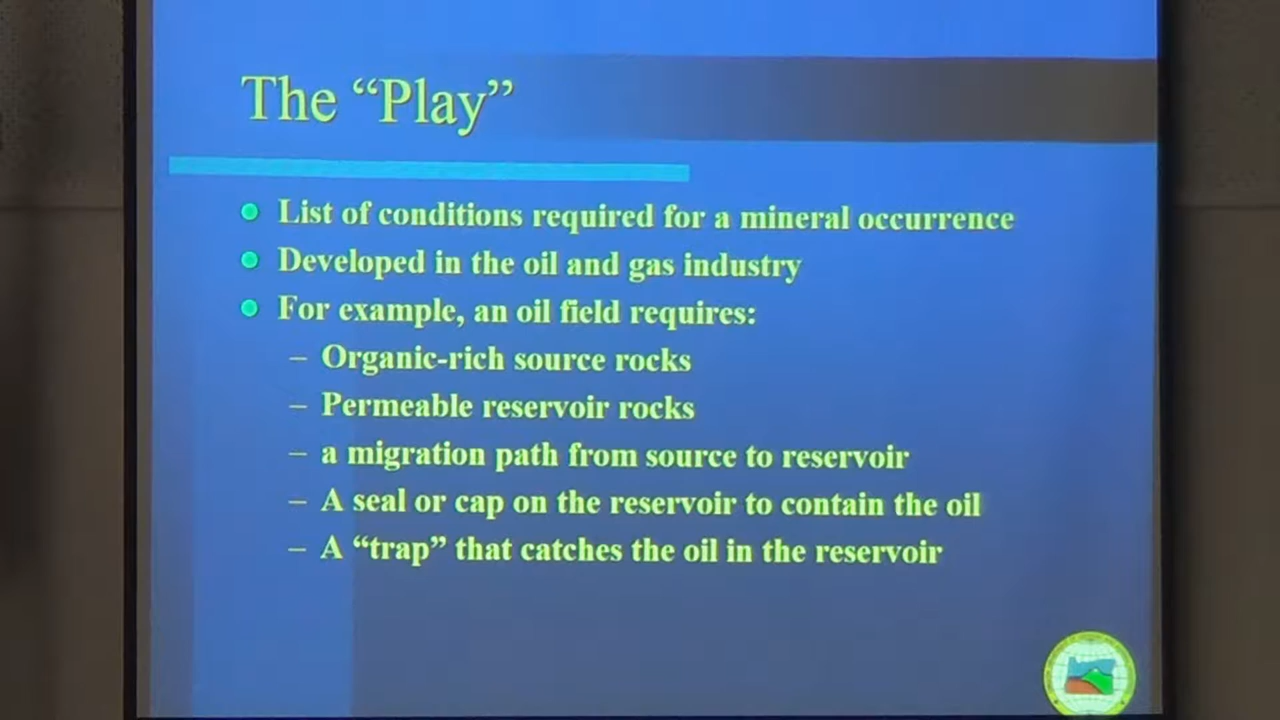 The “Play”
List of conditions required for a mineral occurrence
Developed in the oil and gas industry
For example, an oil field requires:
– Organic-rich source rocks
– Permeable reservoir rocks
– a migration path from source to reservoir
– A seal or cap on the reservoir to contain the oil
– A “trap” that catches the oil in the reservoir